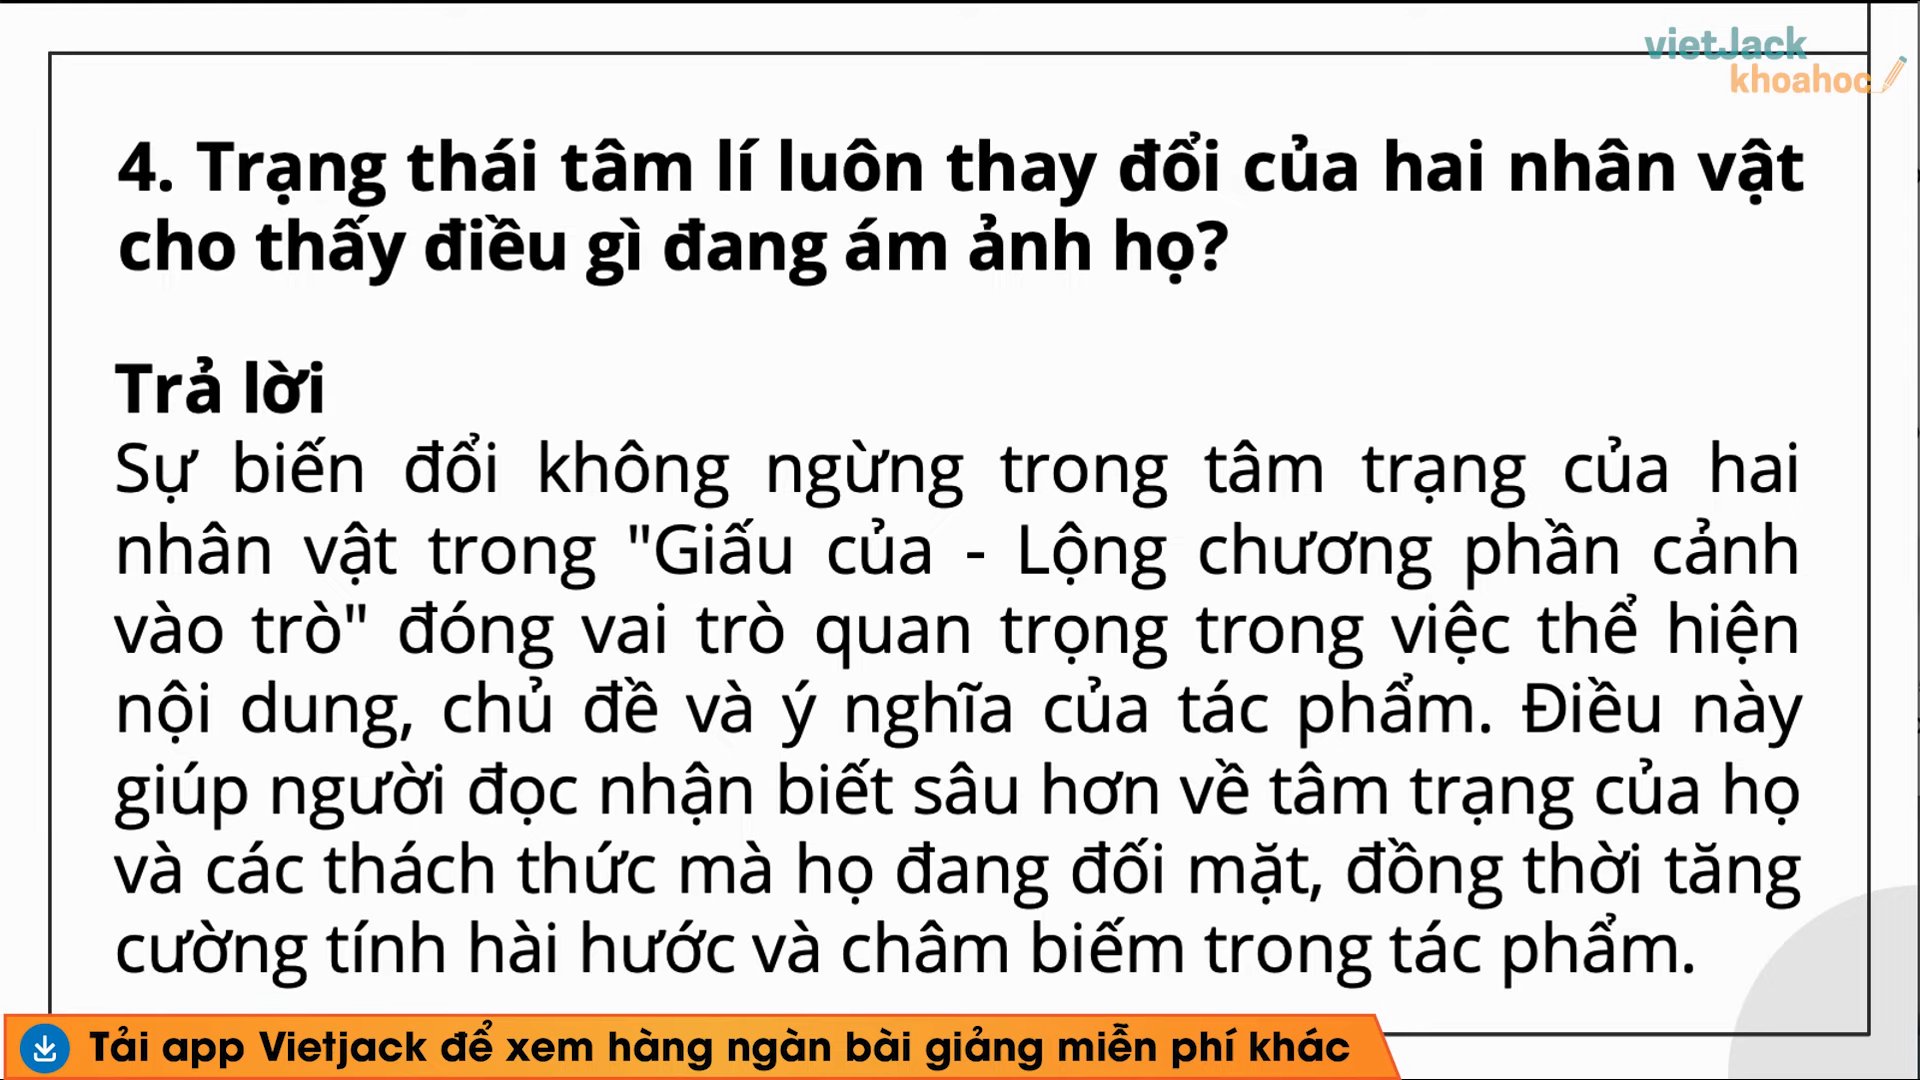 vietJack
khoahoc
4. Trạng thái tâm lí luôn thay đổi của hai nhân vật
cho thấy điều gì đang ám ảnh họ?
Trả lời
Sự biến đổi không ngừng trong tâm trạng của hai
nhân vật trong "Giấu của - Lộng chương phần cảnh
vào trò" đóng vai trò quan trọng trong việc thể hiện
nội dung, chủ đề và ý nghĩa của tác phẩm. Điều này
giúp người đọc nhận biết sâu hơn về tâm trạng của họ
và các thách thức mà họ đang đối mặt, đồng thời tăng
cường tính hài hước và châm biếm trong tác phẩm.
Tải app Vietjack để xem hàng ngàn bài giảng miễn phí khác